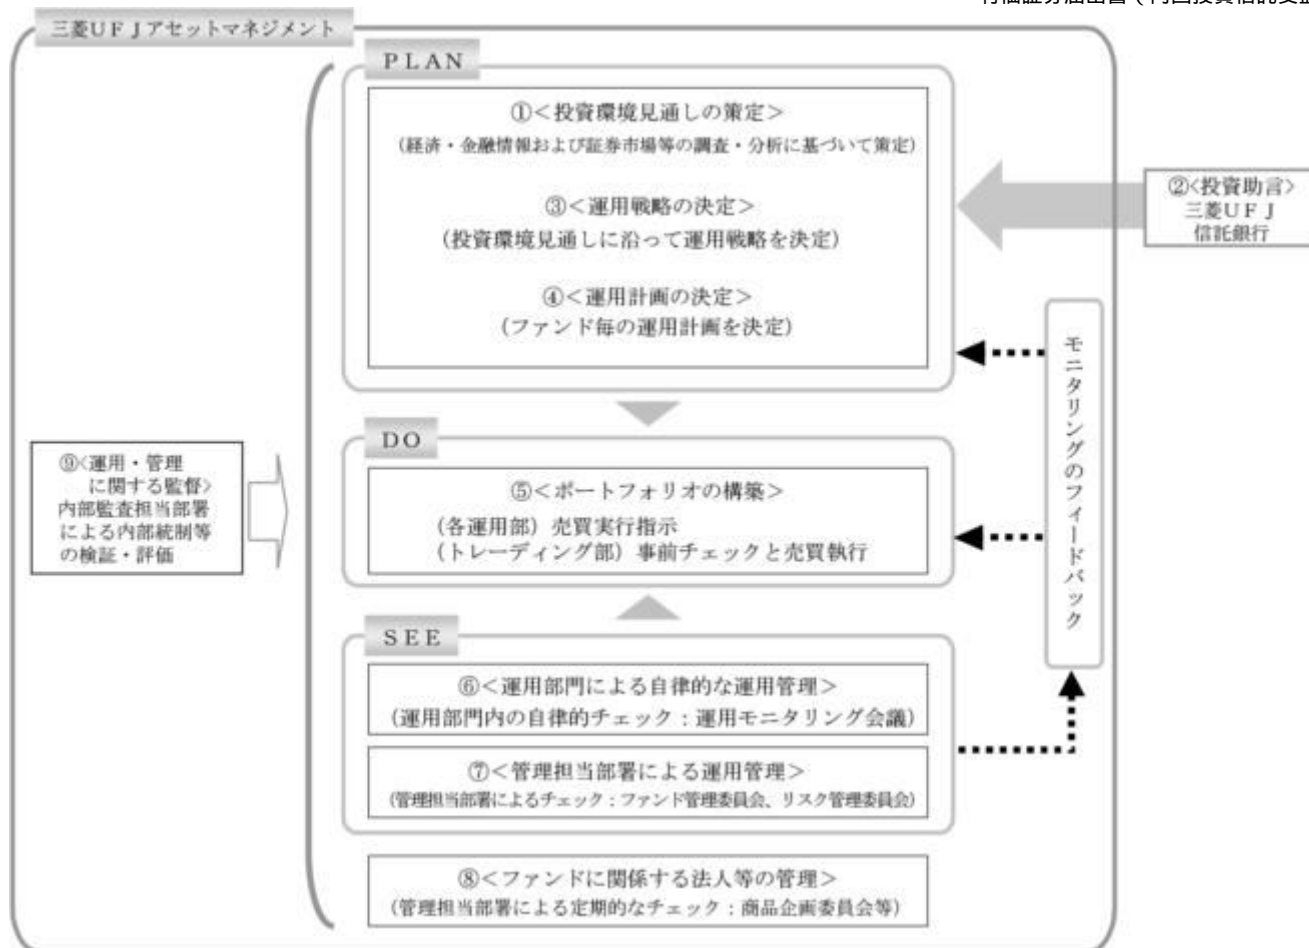 有価証券届出書(内国投資信託受益
三菱UFJアセットマネジメント
PLAN
①<投資環境見通しの策定>
(経済・金融情報および証券市場等の調査・分析に基づいて策定)
②<投資助言>
三菱UFJ
信託銀行
③<運用戦略の決定>
(投資環境見通しに沿って運用戦略を決定)
④<運用計画の決定>
(ファンド毎の運用計画を決定)
モニタリングのフィードバック
DO
⑤<ポートフォリオの構築>
(各運用部)売買実行指示
(トレーディング部)事前チェックと売買執行
⑨<運用・管理
に関する監督>
内部監査担当部署
による内部統制等
の検証・評価
SEE
⑥<運用部門による自律的な運用管理>
(運用部門内の自律的チェック:運用モニタリング会議)
⑦<管理担当部署による運用管理>
(管理担当部署によるチェック:ファンド管理委員会、リスク管理委員会)
⑧<ファンドに関係する法人等の管理>
(管理担当部署による定期的なチェック:商品企画委員会等)